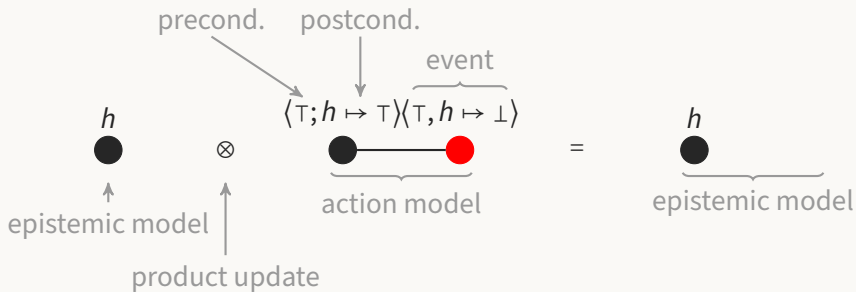 precond. postcond.
event
⟨⊤; h ↦ ⊤⟩⟨⊤, h ↦ ⊥⟩
h
h
⊗
=
action model
epistemic model
epistemic model
product update